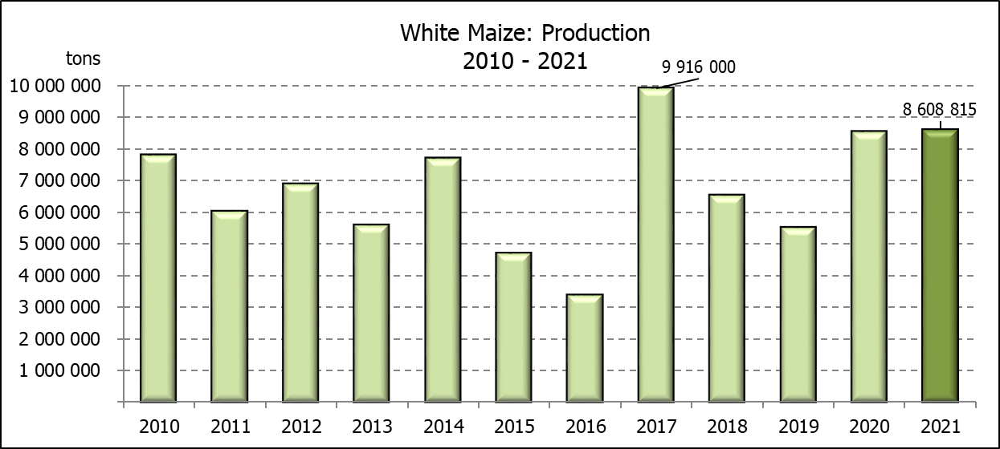 White Maize: Production
2010 - 2021
tons
9 916 000
10 000 000
9 000 000
8 608 815
8 000 000
7 000 000
6 000 000
5 000 000
4 000 000
3 000 000
2 000 000
1 000 000
2010 2011 2012 2013 2014 2015 2016 2017 2018 2019 2020 2021